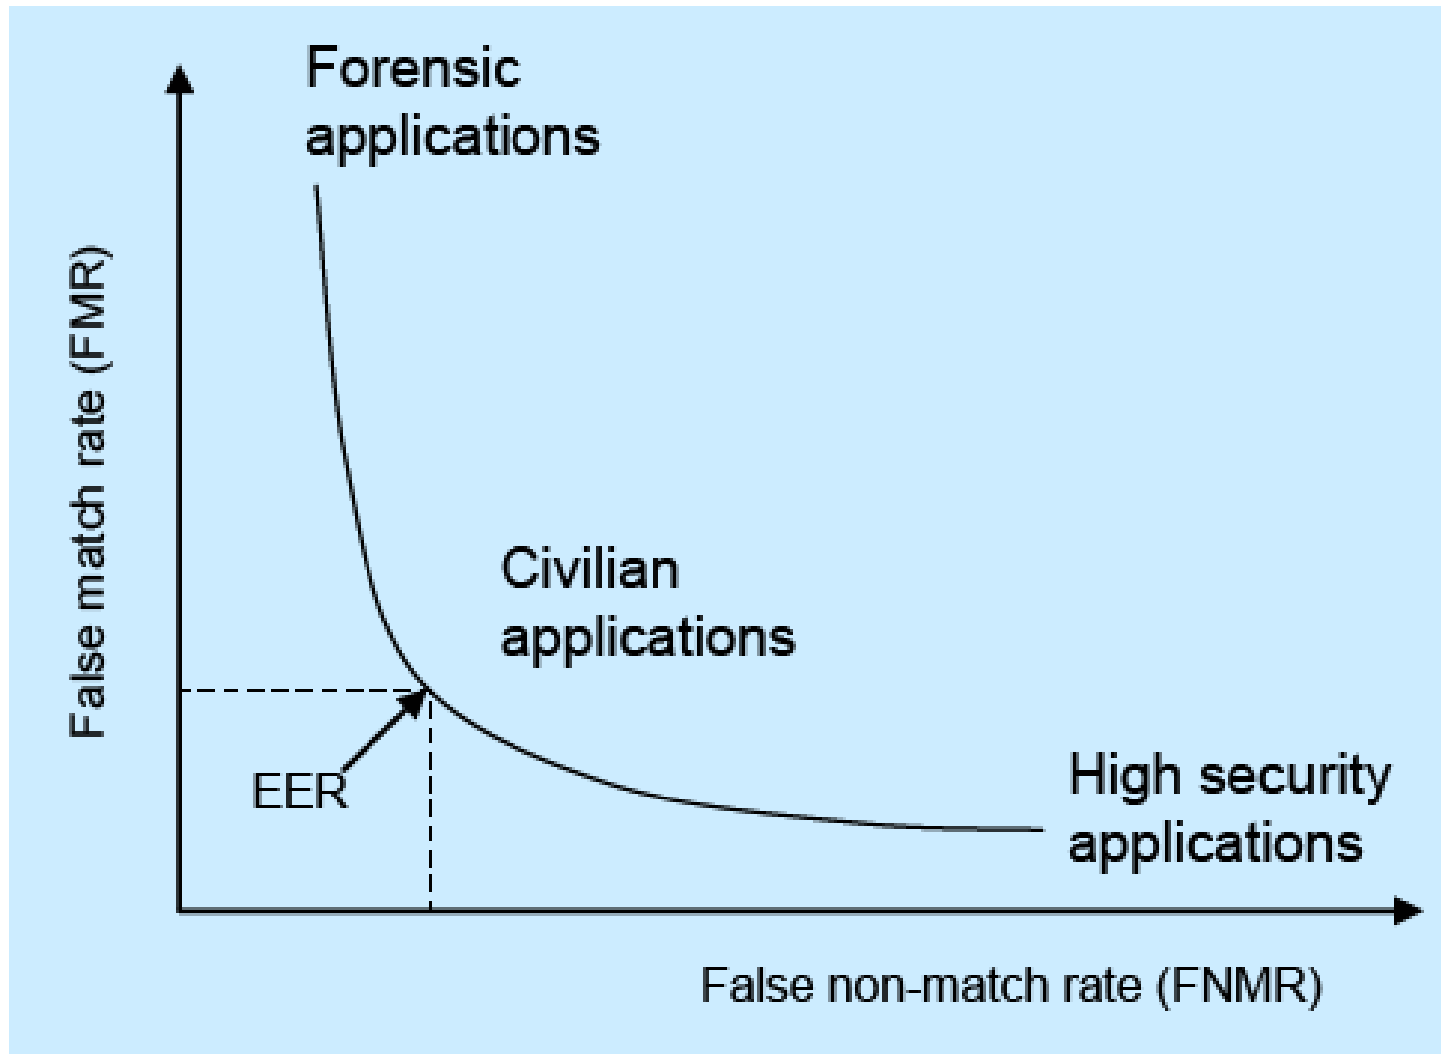 Forensic
applications
False match rate (FMR)
Civilian
applications
EER
High security
applications
False non-match rate (FNMR)